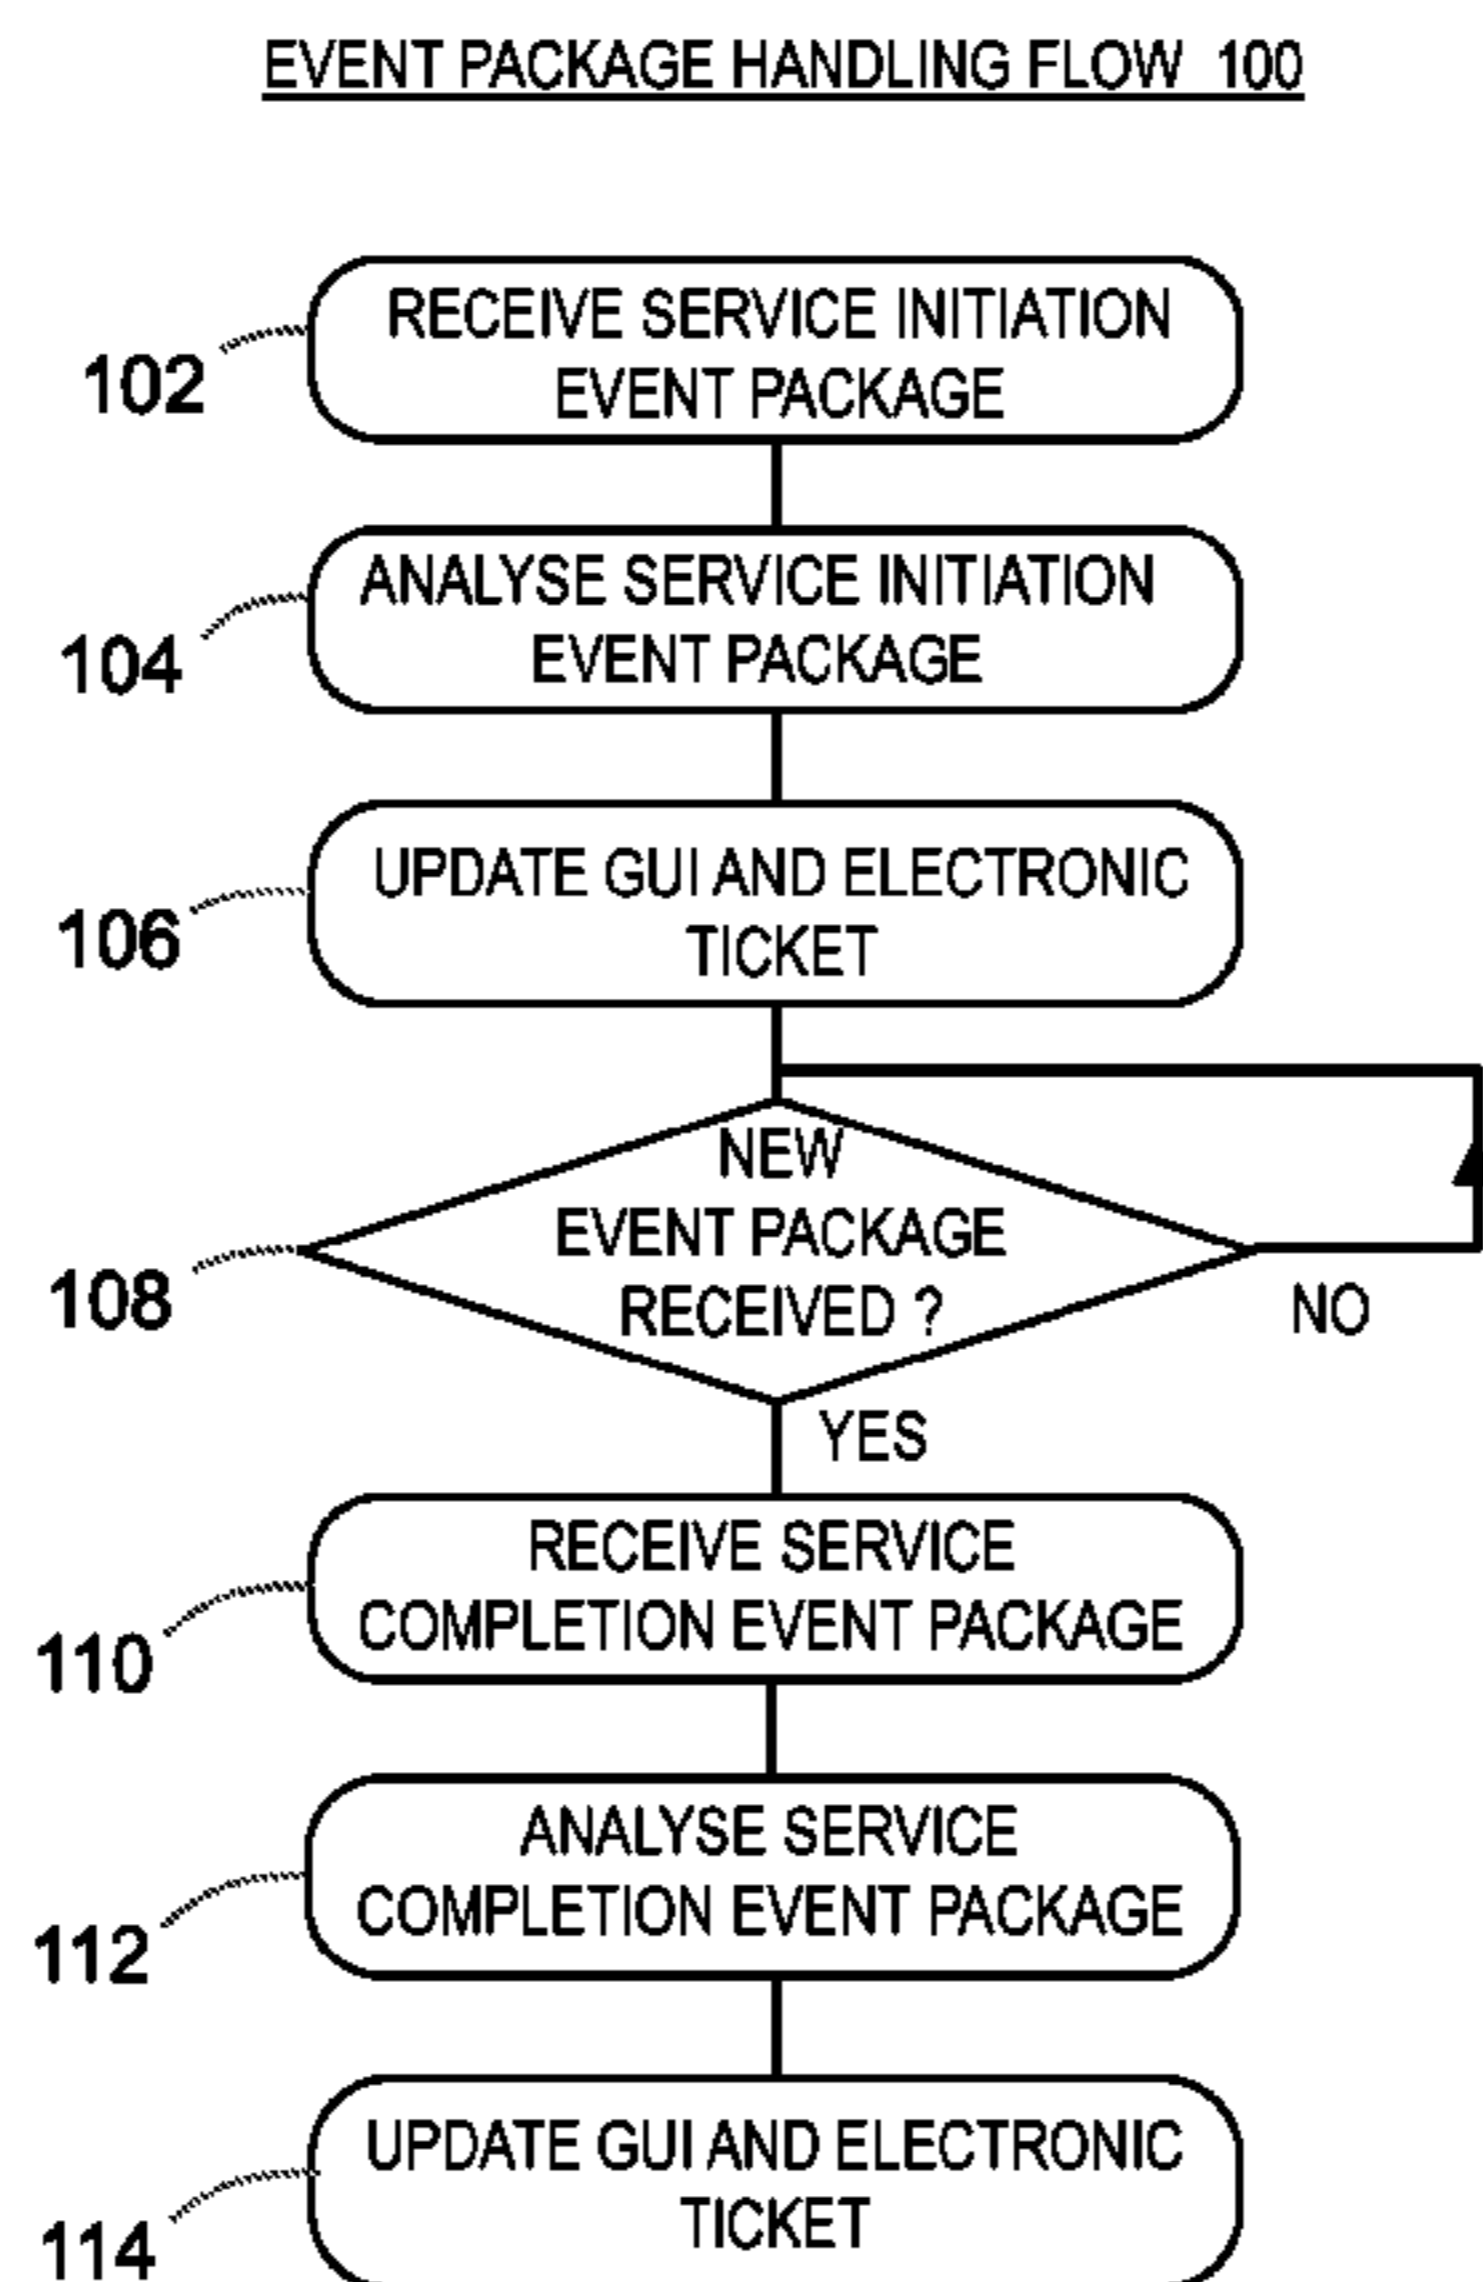 EVENT PACKAGE HANDLING FLOW 100
RECEIVE SERVICE INITIATION
EVENT PACKAGE
102
ANALYSE SERVICE INITIATION
EVENT PACKAGE
104
UPDATE GUI AND ELECTRONIC
TICKET
106
NEW
EVENT PACKAGE
RECEIVED ?
108
NO
YES
RECEIVE SERVICE
COMPLETION EVENT PACKAGE
110
ANALYSE SERVICE
COMPLETION EVENT PACKAGE
112
UPDATE GUI AND ELECTRONIC
TICKET
114